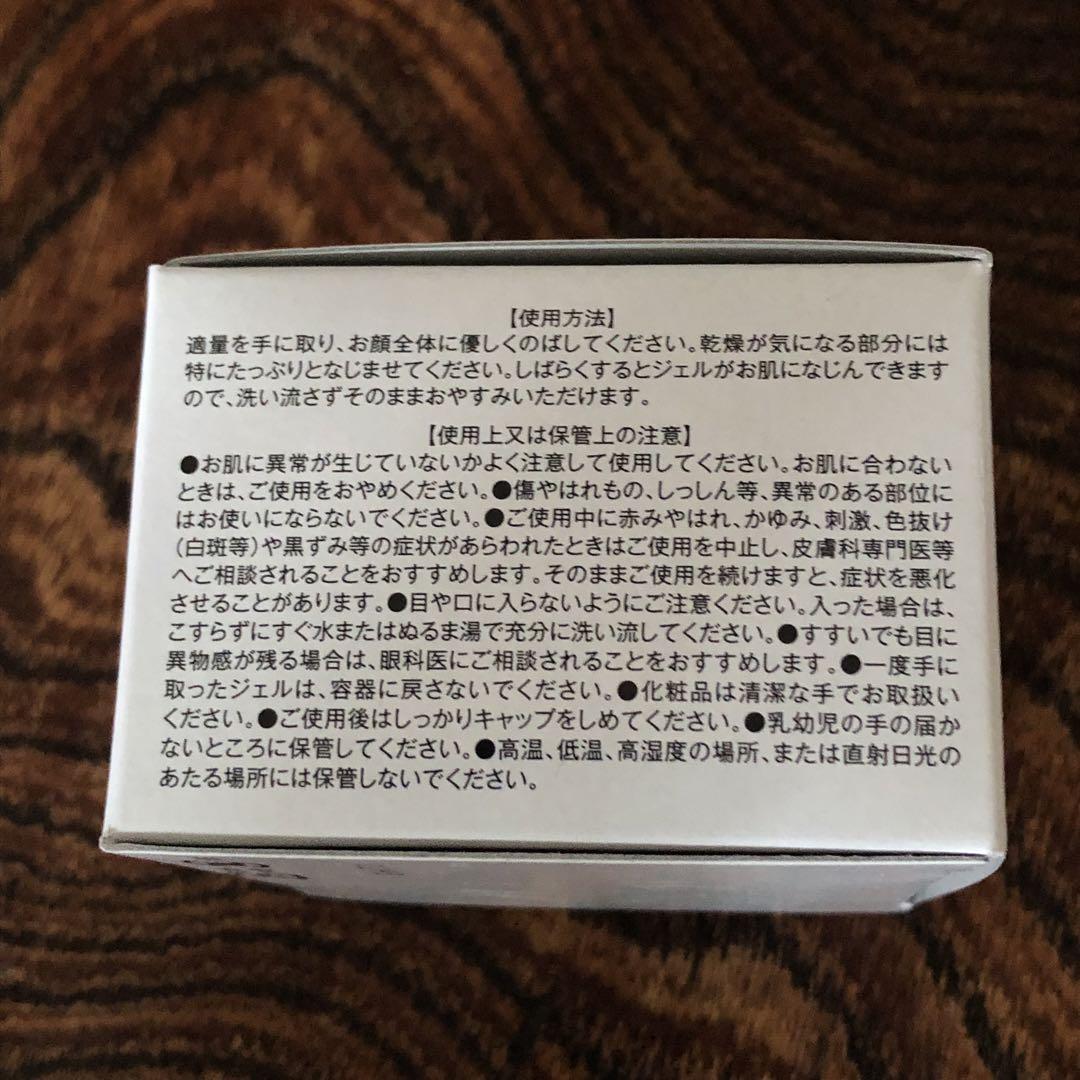 【使用方法】
適量を手に取り、お顔全体に優しくのばしてください。乾燥が気になる部分には
特にたっぷりとなじませてください。しばらくするとジェルがお肌になじんできます
ので、洗い流さずそのままおやすみいただけます。
【使用上又は保管上の注意】
●お肌に異常が生じていないかよく注意して使用してください。お肌に合わない
ときは、ご使用をおやめください。●傷やはれもの、しっしん等、異常のある部位に
はお使いにならないでください。●ご使用中に赤みやはれ、かゆみ、刺激、色抜け
(白斑等)や黒ずみ等の症状があらわれたときはご使用を中止し、皮膚科専門医等
へご相談されることをおすすめします。そのままご使用を続けますと、症状を悪化
させることがあります。●目や口に入らないようにご注意ください。入った場合は、
こすらずにすぐ水またはぬるま湯で充分に洗い流してください。●すすいでも目に
異物感が残る場合は、眼科医にご相談されることをおすすめします。●一度手に
取ったジェルは、容器に戻さないでください。●化粧品は清潔な手でお取扱い
ください。●ご使用後はしっかりキャップをしめてください。●乳幼児の手の届か
ないところに保管してください。●高温、低温、高湿度の場所、または直射日光の
あたる場所には保管しないでください。